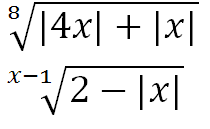 ⁸√|4x| + |x|
ˣ⁻¹√2 − |x|